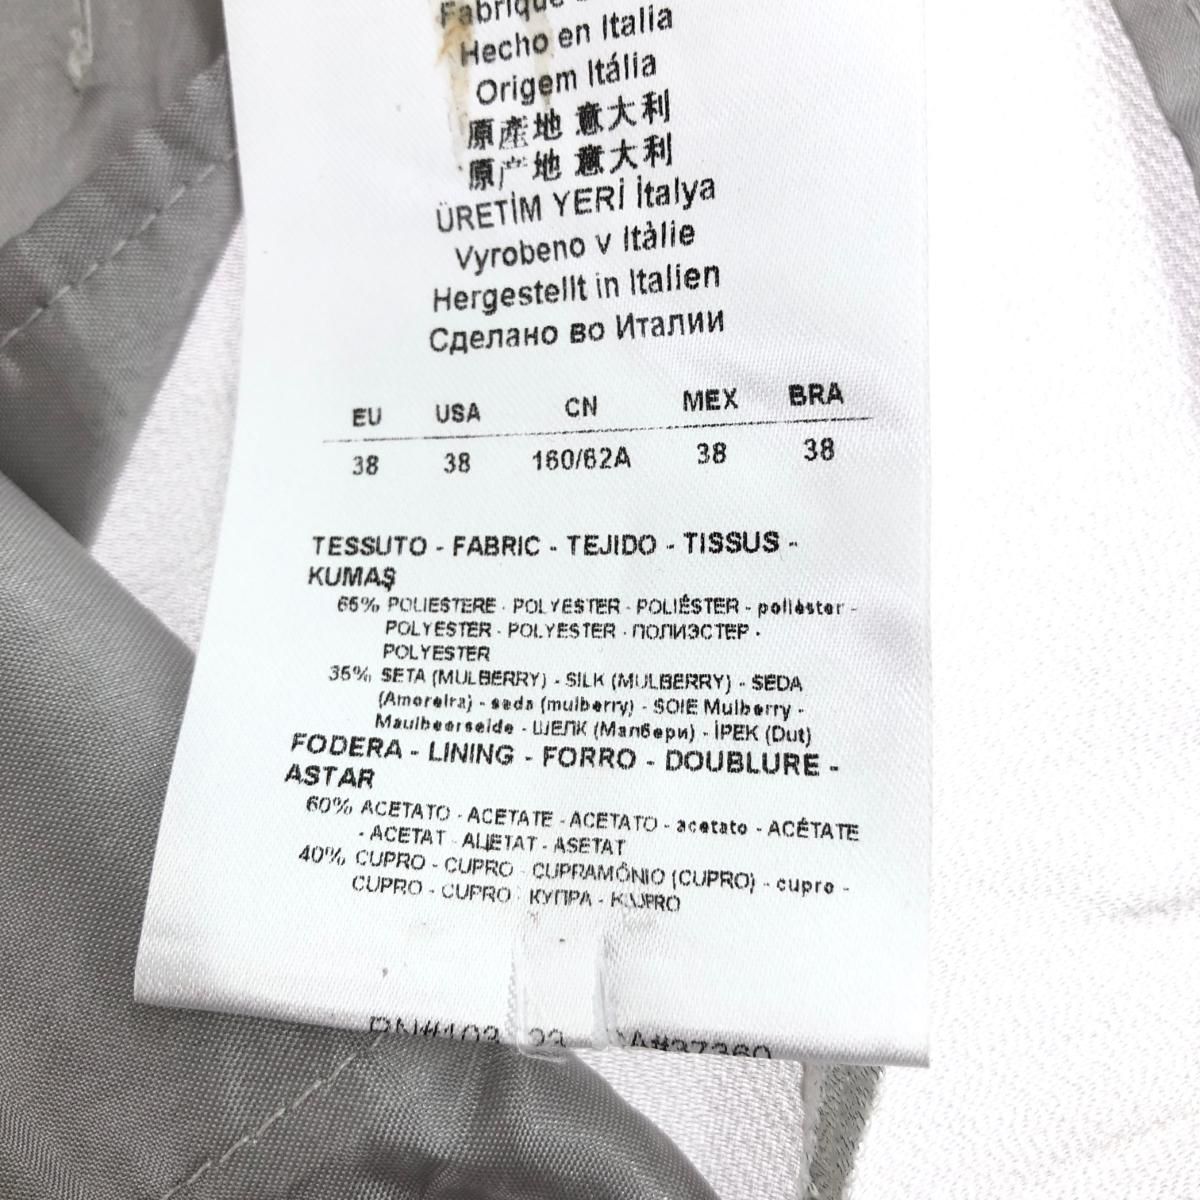 Fabriqué
Hecho en Italia
Origem Itália
原產地 意大利
原产地 意大利
ÜRETİM YERİ İtalya
Vyrobeno v Itàlie
Hergestellt in Italien
Сделано во Италии
EU USA CN MEX BRA
38 38 160/62A 38 38
TESSUTO - FABRIC - TEJIDO - TISSUS -
KUMAŞ
65% POLIESTERE - POLYESTER - POLIÉSTER - poliéster -
POLYESTER - POLYESTER - ПОЛИЭСТЕР -
POLYESTER
35% SETA (MULBERRY) - SILK (MULBERRY) - SEDA
(Amoreira) - seda (mulberry) - SOIE Mulberry -
Maulbeerseide - ШЕЛК (Малбери) - İPEK (Dut)
FODERA - LINING - FORRO - DOUBLURE -
ASTAR
60% ACETATO - ACETATE - ACETATO - acetato - ACÉTATE
- ACETAT - АЦЕТАТ - ASETAT
40% CUPRO - CUPRO - CUPRAMÔNIO (CUPRO) - cupro -
CUPRO - CUPRO - КУПРА - KUPRO